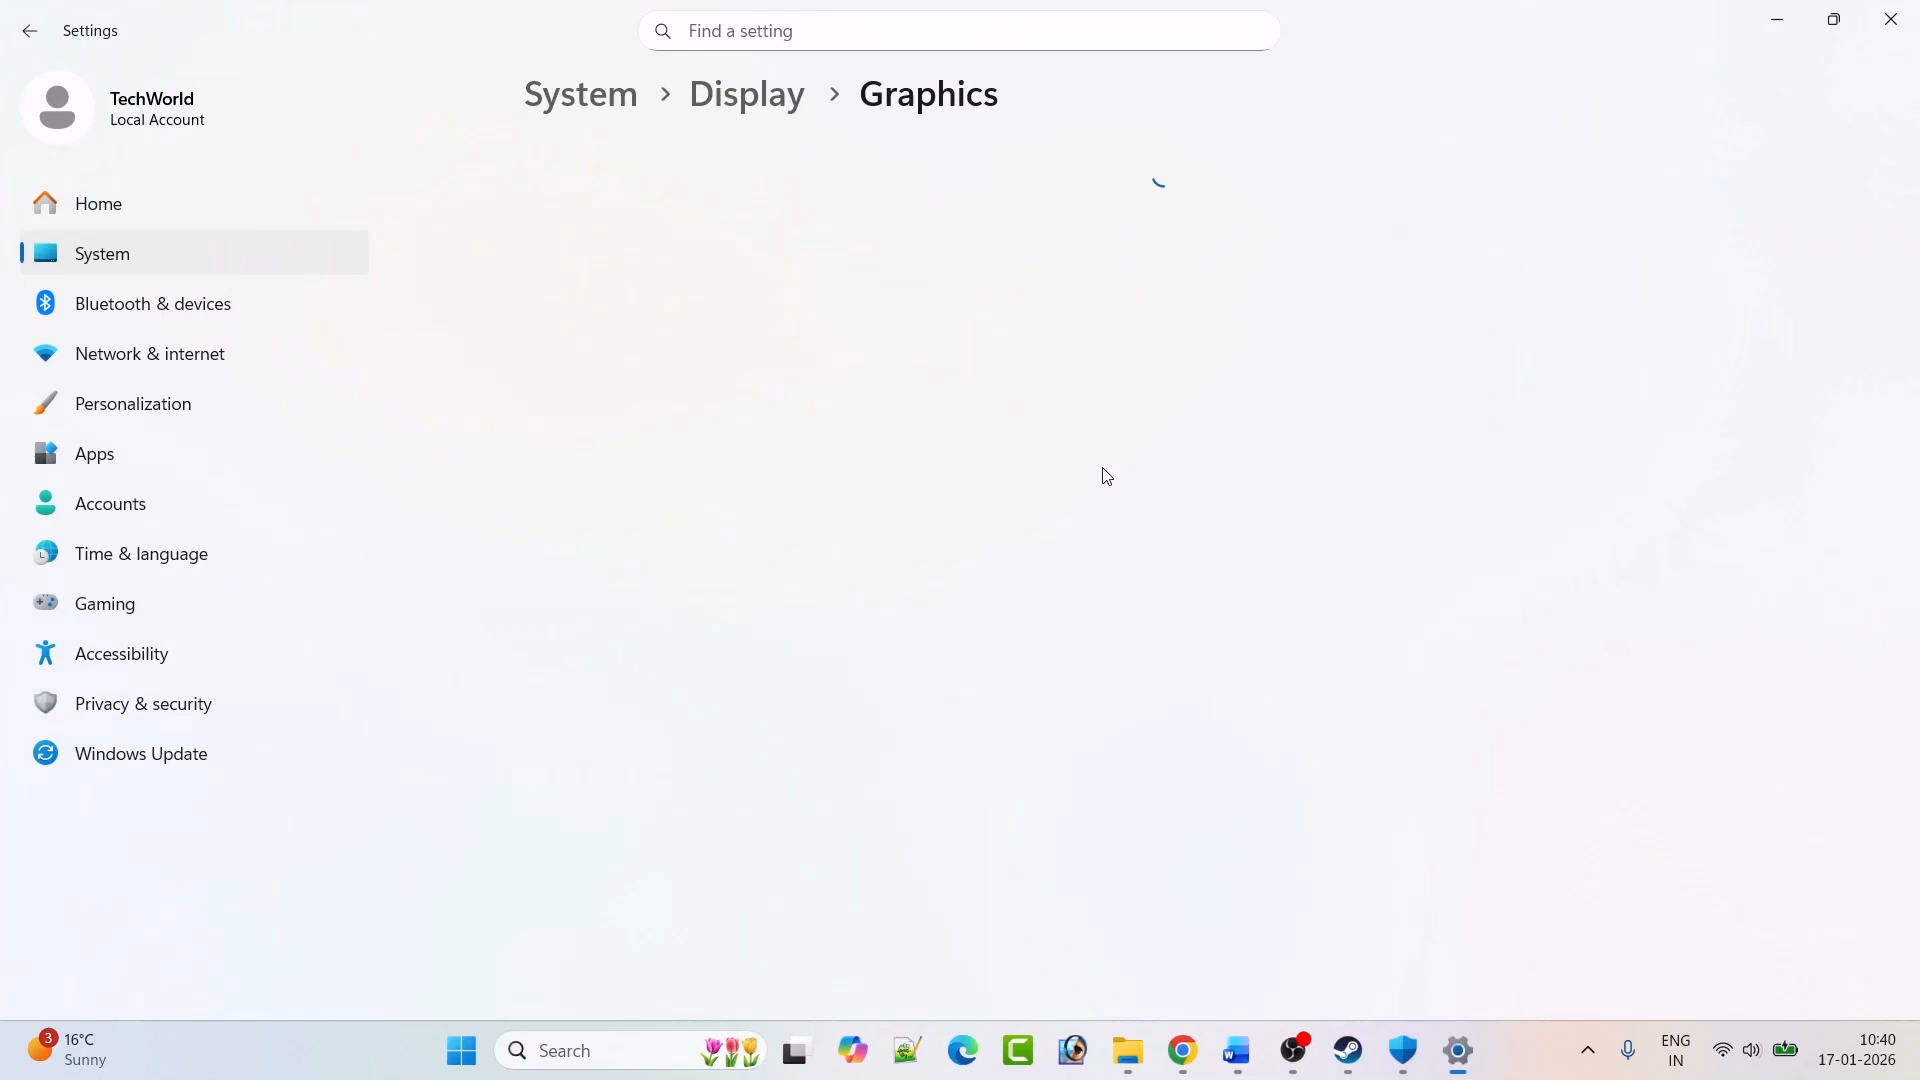 Settings
Find a setting
TechWorld
Local Account
System > Display > Graphics
Home
System
Bluetooth & devices
Network & internet
Personalization
Apps
Accounts
Time & language
Gaming
Accessibility
Privacy & security
Windows Update
3
16°C
Sunny
Search
ENG
IN
10:40
17-01-2026